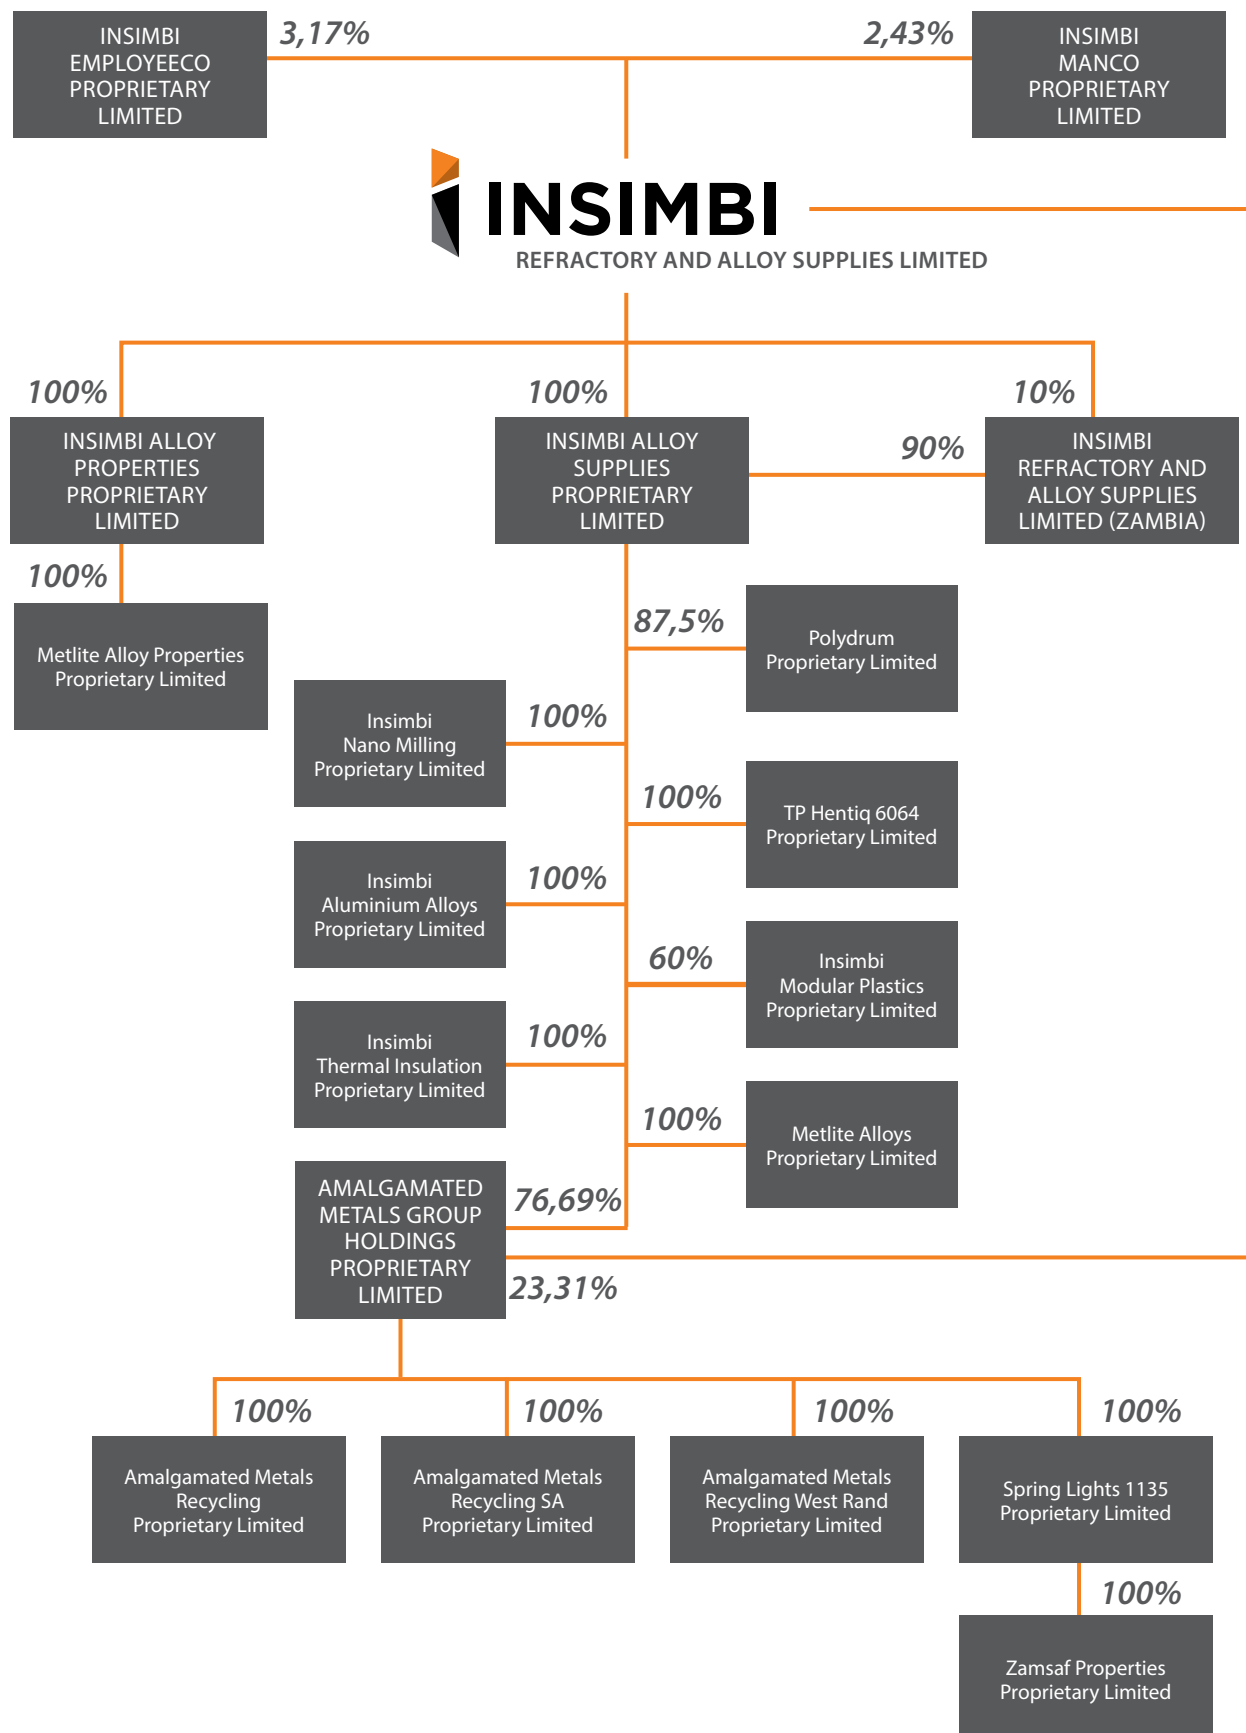 INSIMBI
EMPLOYEECO
PROPRIETARY
LIMITED
3,17%
2,43%
INSIMBI
MANCO
PROPRIETARY
LIMITED
INSIMBI
REFRACTORY AND ALLOY SUPPLIES LIMITED
100%
100%
10%
INSIMBI ALLOY
PROPERTIES
PROPRIETARY
LIMITED
INSIMBI ALLOY
SUPPLIES
PROPRIETARY
LIMITED
90%
INSIMBI
REFRACTORY AND
ALLOY SUPPLIES
LIMITED (ZAMBIA)
100%
Metlite Alloy Properties
Proprietary Limited
87,5%
Polydrum
Proprietary Limited
Insimbi
Nano Milling
Proprietary Limited
100%
100%
TP Hentiq 6064
Proprietary Limited
Insimbi
Aluminium Alloys
Proprietary Limited
100%
60%
Insimbi
Modular Plastics
Proprietary Limited
Insimbi
Thermal Insulation
Proprietary Limited
100%
100%
Metlite Alloys
Proprietary Limited
AMALGAMATED
METALS GROUP
HOLDINGS
PROPRIETARY
LIMITED
76,69%
23,31%
100%
100%
100%
100%
Amalgamated Metals
Recycling
Proprietary Limited
Amalgamated Metals
Recycling SA
Proprietary Limited
Amalgamated Metals
Recycling West Rand
Proprietary Limited
Spring Lights 1135
Proprietary Limited
100%
Zamsaf Properties
Proprietary Limited